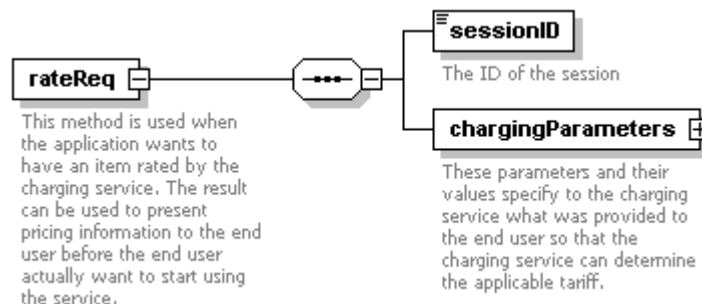 sessionID
The ID of the session
rateReq
This method is used when
the application wants to
have an item rated by the
charging service. The result
can be used to present
pricing information to the end
user before the end user
actually want to start using
the service.
chargingParameters
These parameters and their
values specify to the charging
service what was provided to
the end user so that the
charging service can determine
the applicable tariff.